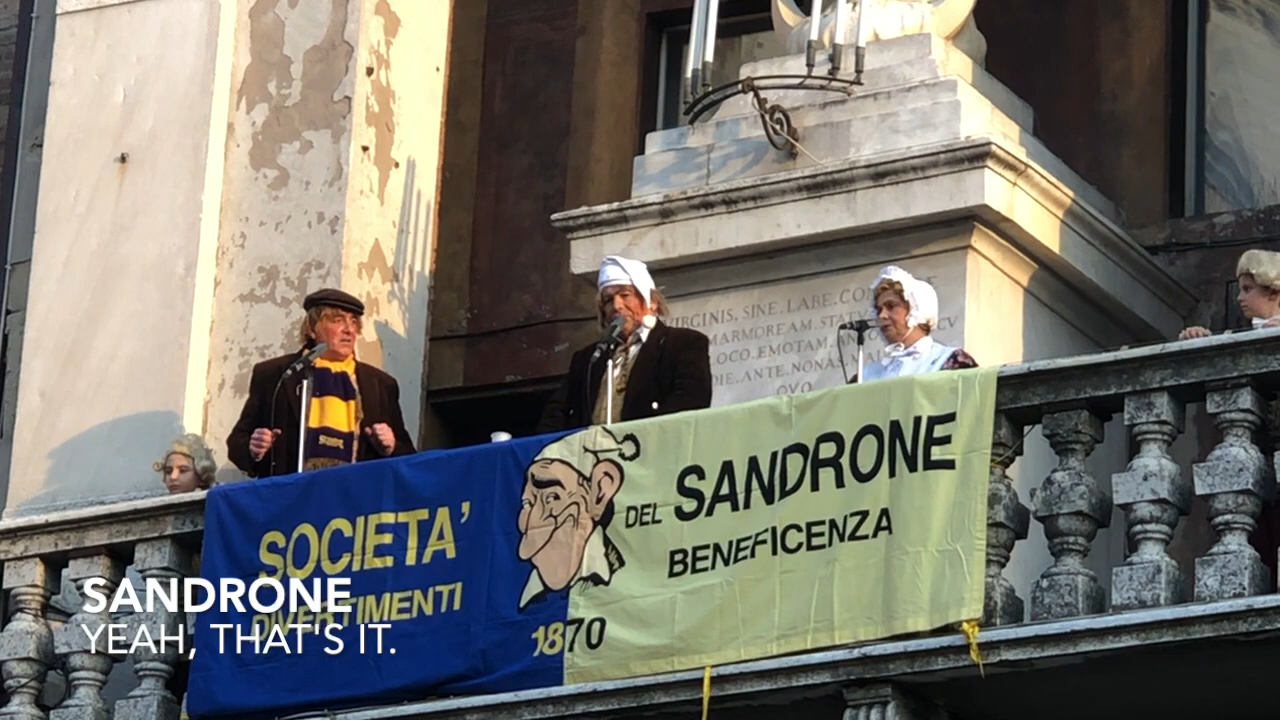 VIRGINIS. SINE. LABE.
MARMOREAM. STATV
LOCO. EMOTAM.
DIE. ANTE. NONAS.
SOCIETA'
DIVERTIMENTI
DEL SANDRONE
BENEFICENZA
1870
SANDRONE
YEAH, THAT'S IT.